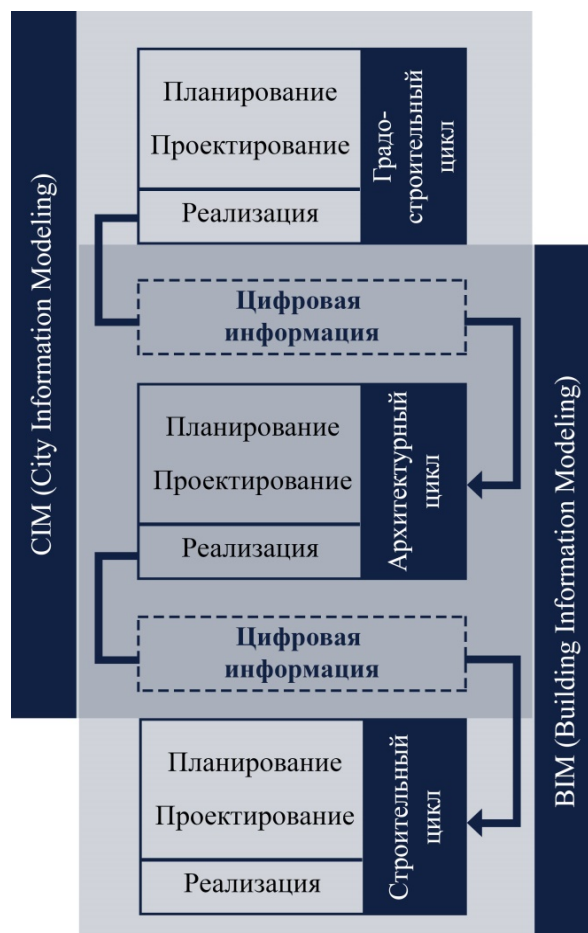 CIM (City Information Modeling)
Планирование
Проектирование
Реализация
Градо-
строительный
цикл
Цифровая
информация
Планирование
Проектирование
Реализация
Архитектурный
цикл
Цифровая
информация
Планирование
Проектирование
Реализация
Строительный
цикл
BIM (Building Information Modeling)